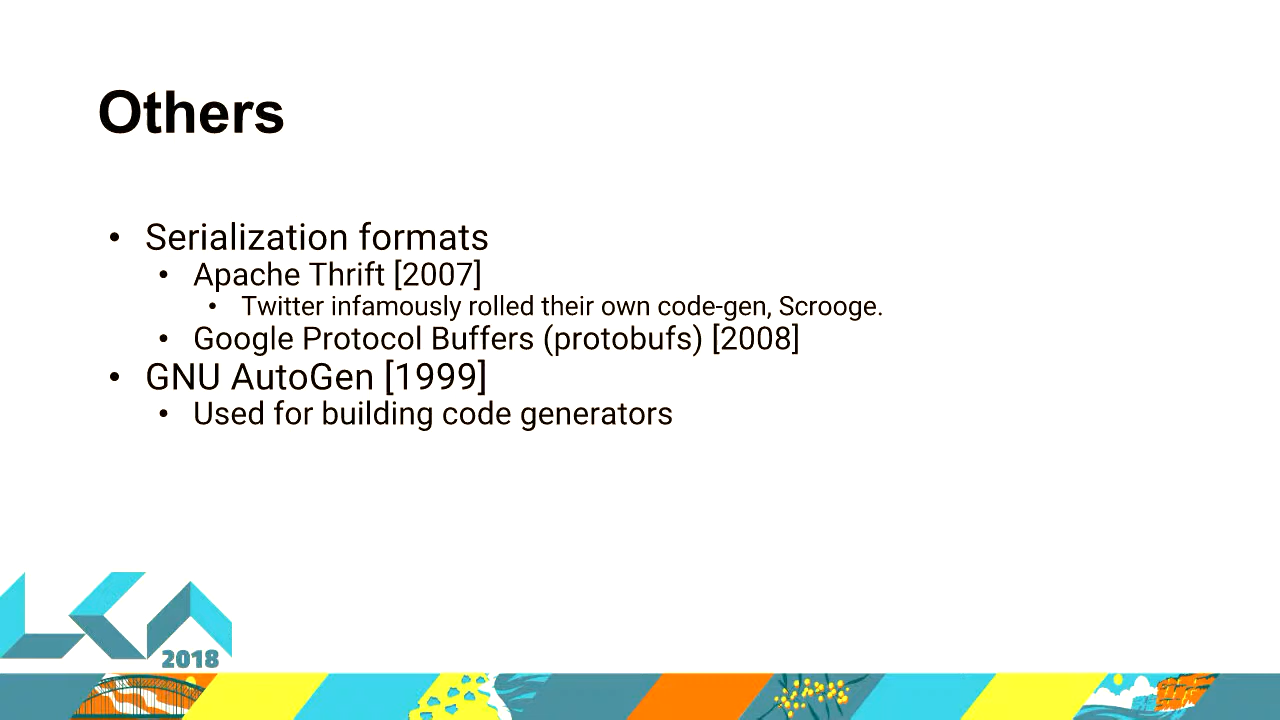 Others
• Serialization formats
• Apache Thrift [2007]
• Twitter infamously rolled their own code-gen, Scrooge.
• Google Protocol Buffers (protobufs) [2008]
• GNU AutoGen [1999]
• Used for building code generators
LCA
2018